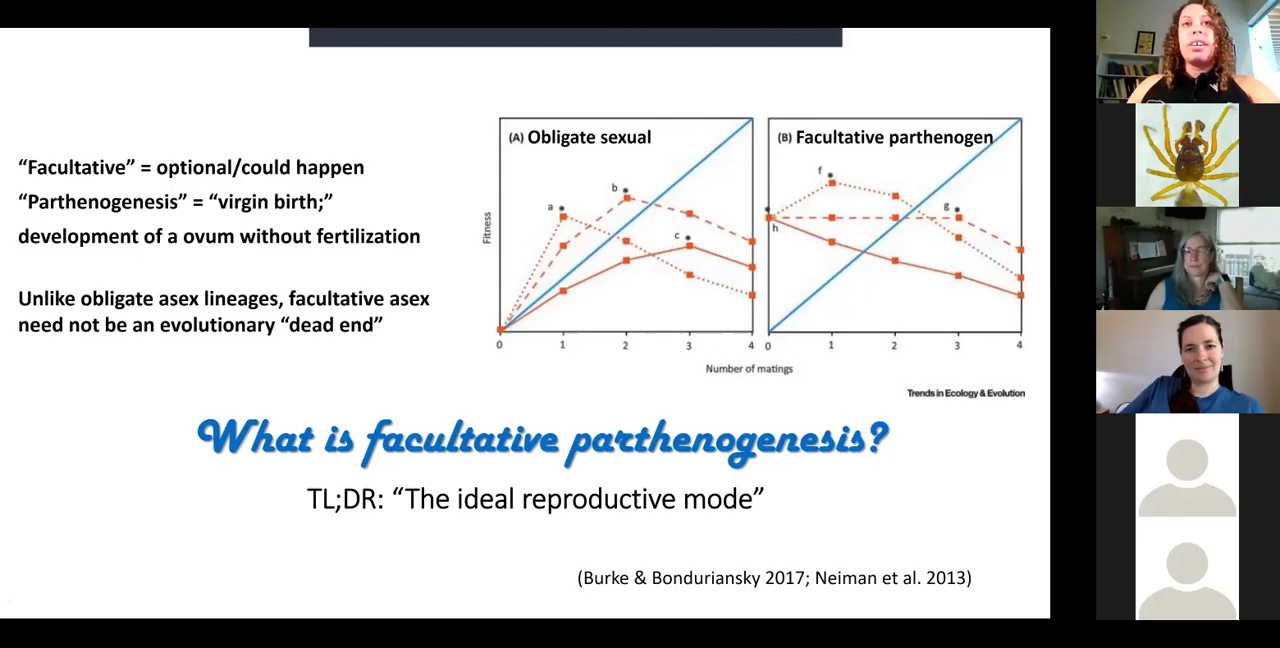 “Facultative” = optional/could happen
“Parthenogenesis” = “virgin birth;”
development of a ovum without fertilization
Unlike obligate asex lineages, facultative asex
need not be an evolutionary “dead end”
(A) Obligate sexual
(B) Facultative parthenogen
Fitness
a *
b *
c *
f *
g *
*
h
0 1 2 3 4
0 1 2 3 4
Number of matings
Trends in Ecology & Evolution
What is facultative parthenogenesis?
TL;DR: “The ideal reproductive mode”
(Burke & Bonduriansky 2017; Neiman et al. 2013)